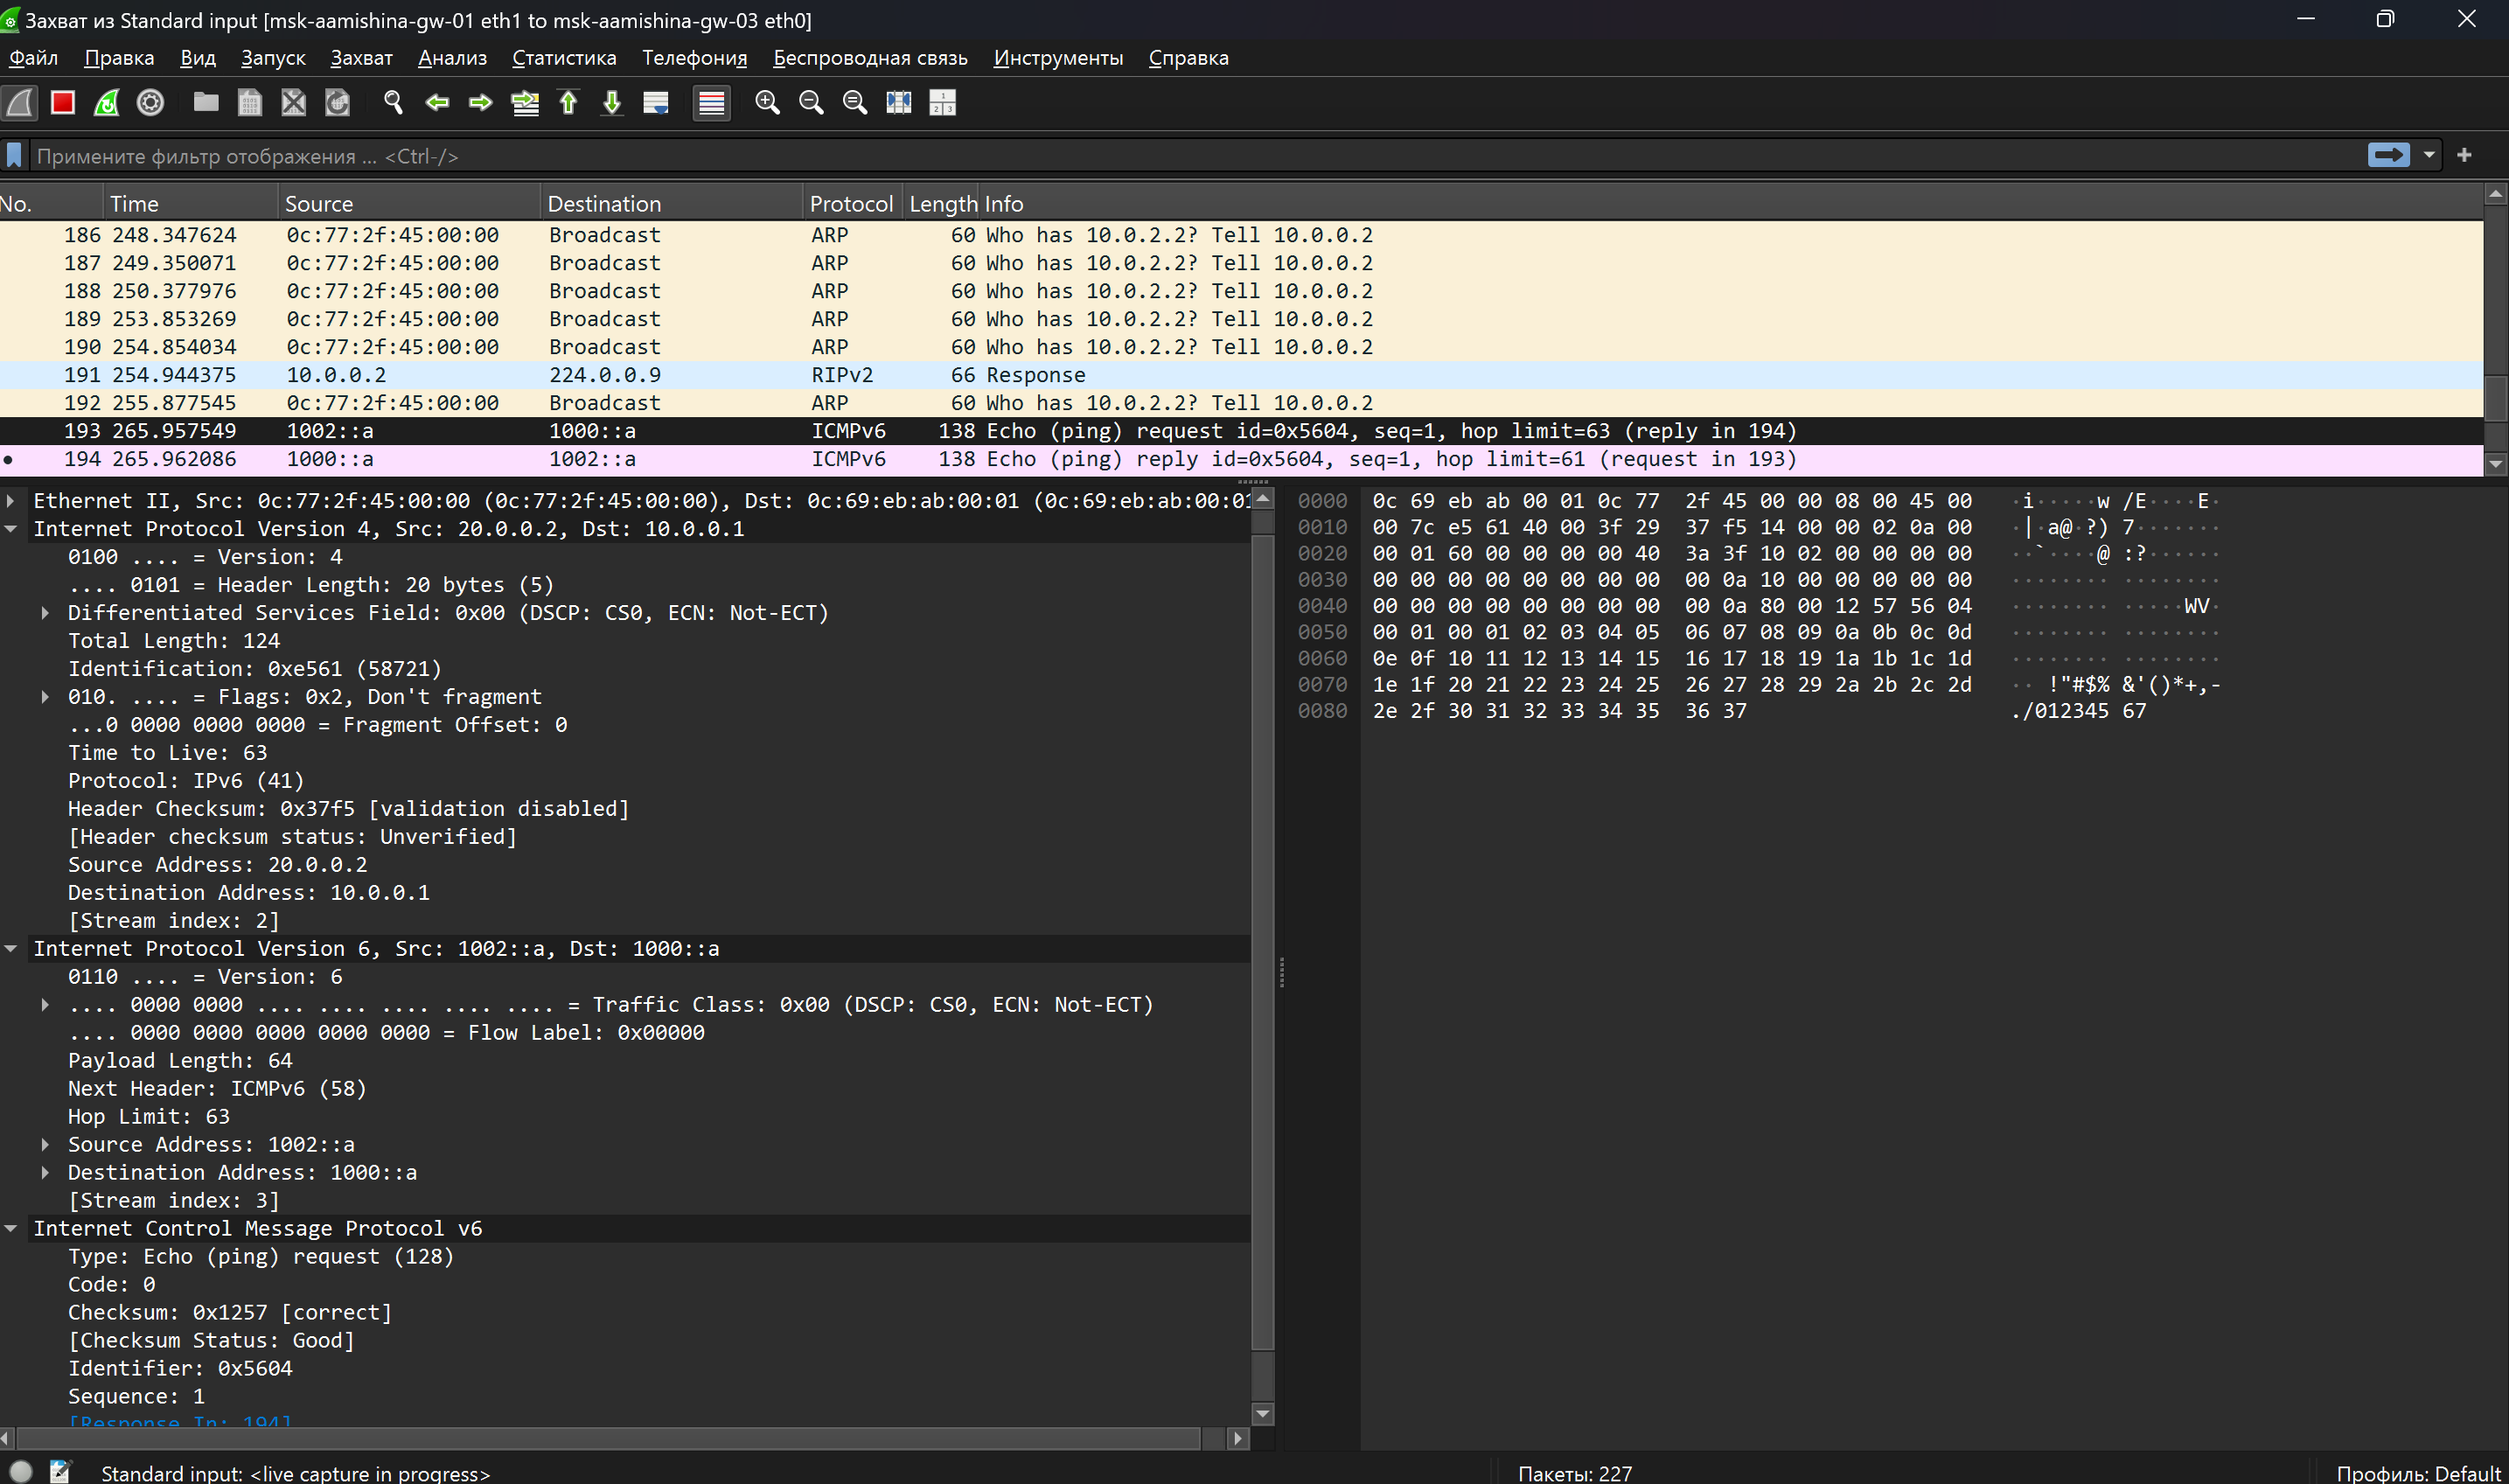 Захват из Standard input [msk-aamishina-gw-01 eth1 to msk-aamishina-gw-03 eth0]
Файл Правка Вид Запуск Захват Анализ Статистика Телефония Беспроводная связь Инструменты Справка
Примените фильтр отображения ... <Ctrl-/>
No. Time Source Destination Protocol Length Info
186 248.347624 0c:77:2f:45:00:00 Broadcast ARP 60 Who has 10.0.2.2? Tell 10.0.0.2
187 249.350071 0c:77:2f:45:00:00 Broadcast ARP 60 Who has 10.0.2.2? Tell 10.0.0.2
188 250.377976 0c:77:2f:45:00:00 Broadcast ARP 60 Who has 10.0.2.2? Tell 10.0.0.2
189 253.853269 0c:77:2f:45:00:00 Broadcast ARP 60 Who has 10.0.2.2? Tell 10.0.0.2
190 254.854034 0c:77:2f:45:00:00 Broadcast ARP 60 Who has 10.0.2.2? Tell 10.0.0.2
191 254.944375 10.0.0.2 224.0.0.9 RIPv2 66 Response
192 255.877545 0c:77:2f:45:00:00 Broadcast ARP 60 Who has 10.0.2.2? Tell 10.0.0.2
193 265.957549 1002::a 1000::a ICMPv6 138 Echo (ping) request id=0x5604, seq=1, hop limit=63 (reply in 194)
194 265.962086 1000::a 1002::a ICMPv6 138 Echo (ping) reply id=0x5604, seq=1, hop limit=61 (request in 193)
Ethernet II, Src: 0c:77:2f:45:00:00 (0c:77:2f:45:00:00), Dst: 0c:69:eb:ab:00:01 (0c:69:eb:ab:00:01
Internet Protocol Version 4, Src: 20.0.0.2, Dst: 10.0.0.1
0100 .... = Version: 4
.... 0101 = Header Length: 20 bytes (5)
Differentiated Services Field: 0x00 (DSCP: CS0, ECN: Not-ECT)
Total Length: 124
Identification: 0xe561 (58721)
010. .... = Flags: 0x2, Don't fragment
...0 0000 0000 0000 = Fragment Offset: 0
Time to Live: 63
Protocol: IPv6 (41)
Header Checksum: 0x37f5 [validation disabled]
[Header checksum status: Unverified]
Source Address: 20.0.0.2
Destination Address: 10.0.0.1
[Stream index: 2]
Internet Protocol Version 6, Src: 1002::a, Dst: 1000::a
0110 .... = Version: 6
.... 0000 0000 .... .... .... .... .... = Traffic Class: 0x00 (DSCP: CS0, ECN: Not-ECT)
.... 0000 0000 0000 0000 0000 = Flow Label: 0x00000
Payload Length: 64
Next Header: ICMPv6 (58)
Hop Limit: 63
Source Address: 1002::a
Destination Address: 1000::a
[Stream index: 3]
Internet Control Message Protocol v6
Type: Echo (ping) request (128)
Code: 0
Checksum: 0x1257 [correct]
[Checksum Status: Good]
Identifier: 0x5604
Sequence: 1
[Response In: 194]
0000 0c 69 eb ab 00 01 0c 77 2f 45 00 00 08 00 45 00 ·i·····w /E····E·
0010 00 7c e5 61 40 00 3f 29 37 f5 14 00 00 02 0a 00 ·|·a@·?) 7·······
0020 00 01 60 00 00 00 00 40 3a 3f 10 02 00 00 00 00 ··`····@ :?······
0030 00 00 00 00 00 00 00 00 00 0a 10 00 00 00 00 00 ········ ········
0040 00 00 00 00 00 00 00 00 00 0a 80 00 12 57 56 04 ········ ·····WV·
0050 00 01 00 01 02 03 04 05 06 07 08 09 0a 0b 0c 0d ········ ········
0060 0e 0f 10 11 12 13 14 15 16 17 18 19 1a 1b 1c 1d ········ ········
0070 1e 1f 20 21 22 23 24 25 26 27 28 29 2a 2b 2c 2d ·· !"#$% &'()*+,-
0080 2e 2f 30 31 32 33 34 35 36 37 ./012345 67
Standard input: <live capture in progress> Пакеты: 227 Профиль: Default